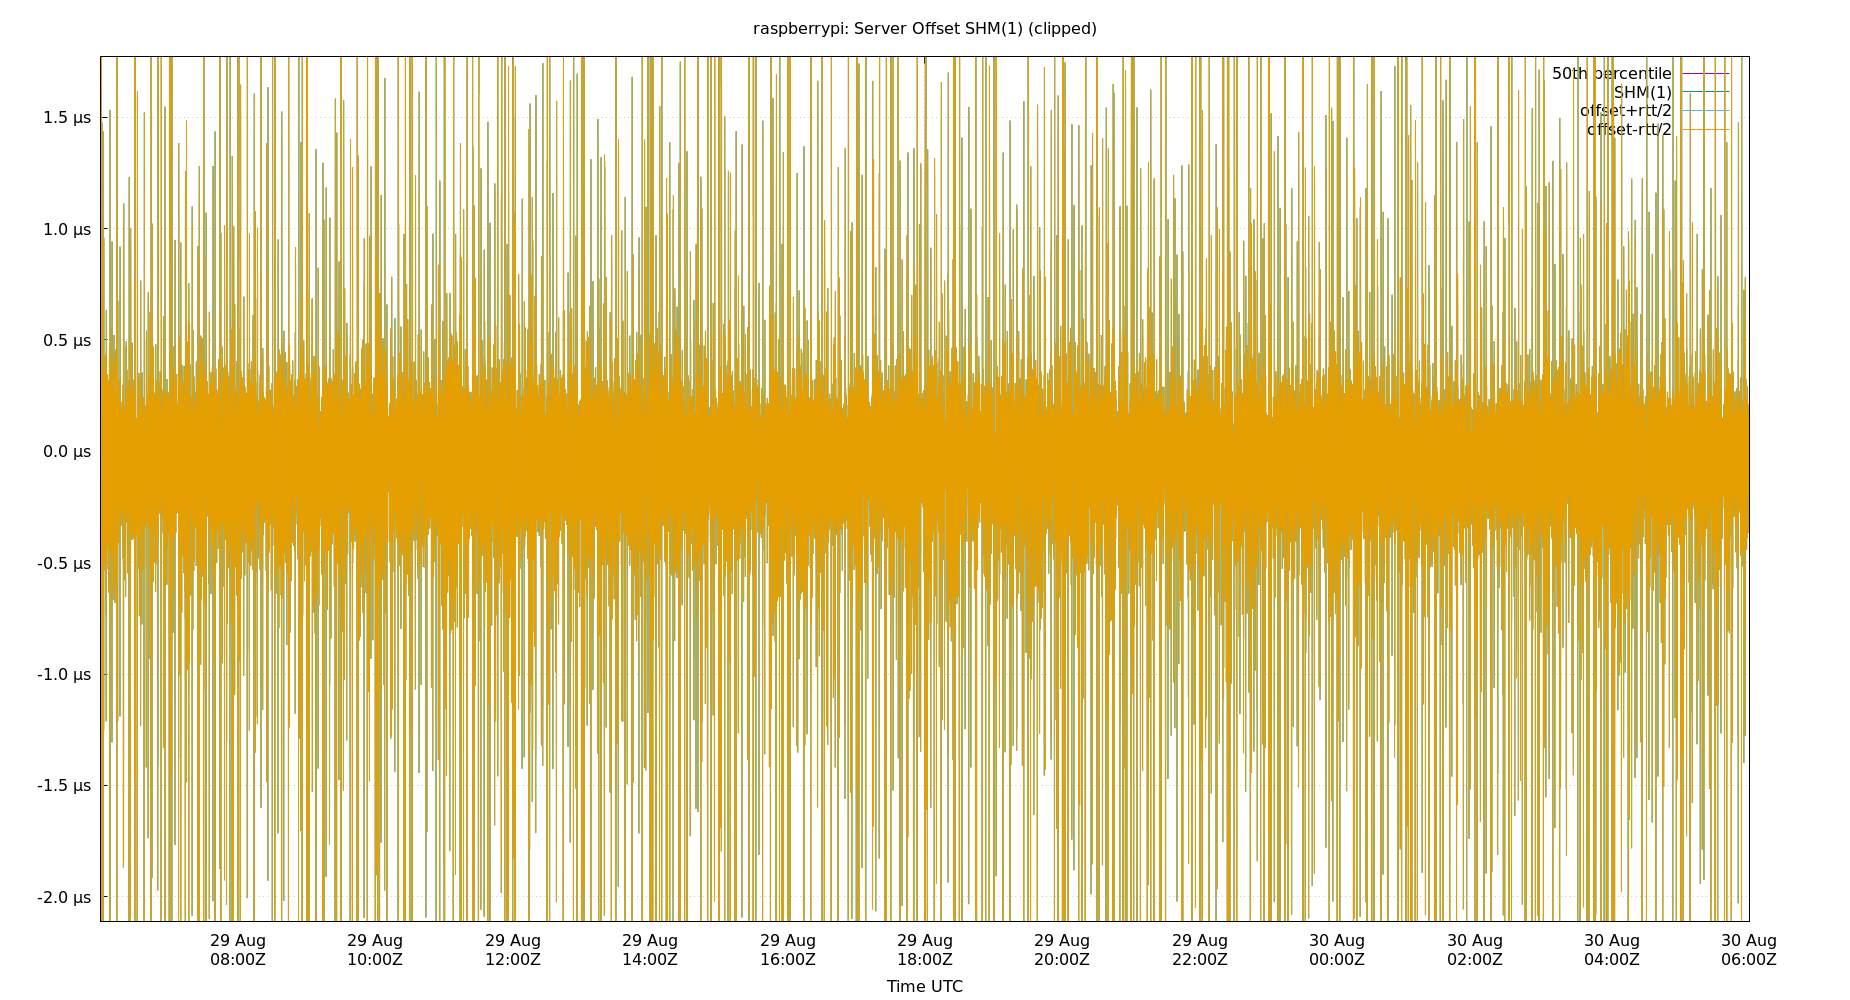 raspberrypi: Server Offset SHM(1) (clipped)
50th percentile
SHM(1)
offset+rtt/2
offset-rtt/2
1.5 µs
1.0 µs
0.5 µs
0.0 µs
-0.5 µs
-1.0 µs
-1.5 µs
-2.0 µs
29 Aug 29 Aug 29 Aug 29 Aug 29 Aug 29 Aug 29 Aug 29 Aug 30 Aug 30 Aug 30 Aug 30 Aug
08:00Z 10:00Z 12:00Z 14:00Z 16:00Z 18:00Z 20:00Z 22:00Z 00:00Z 02:00Z 04:00Z 06:00Z
Time UTC